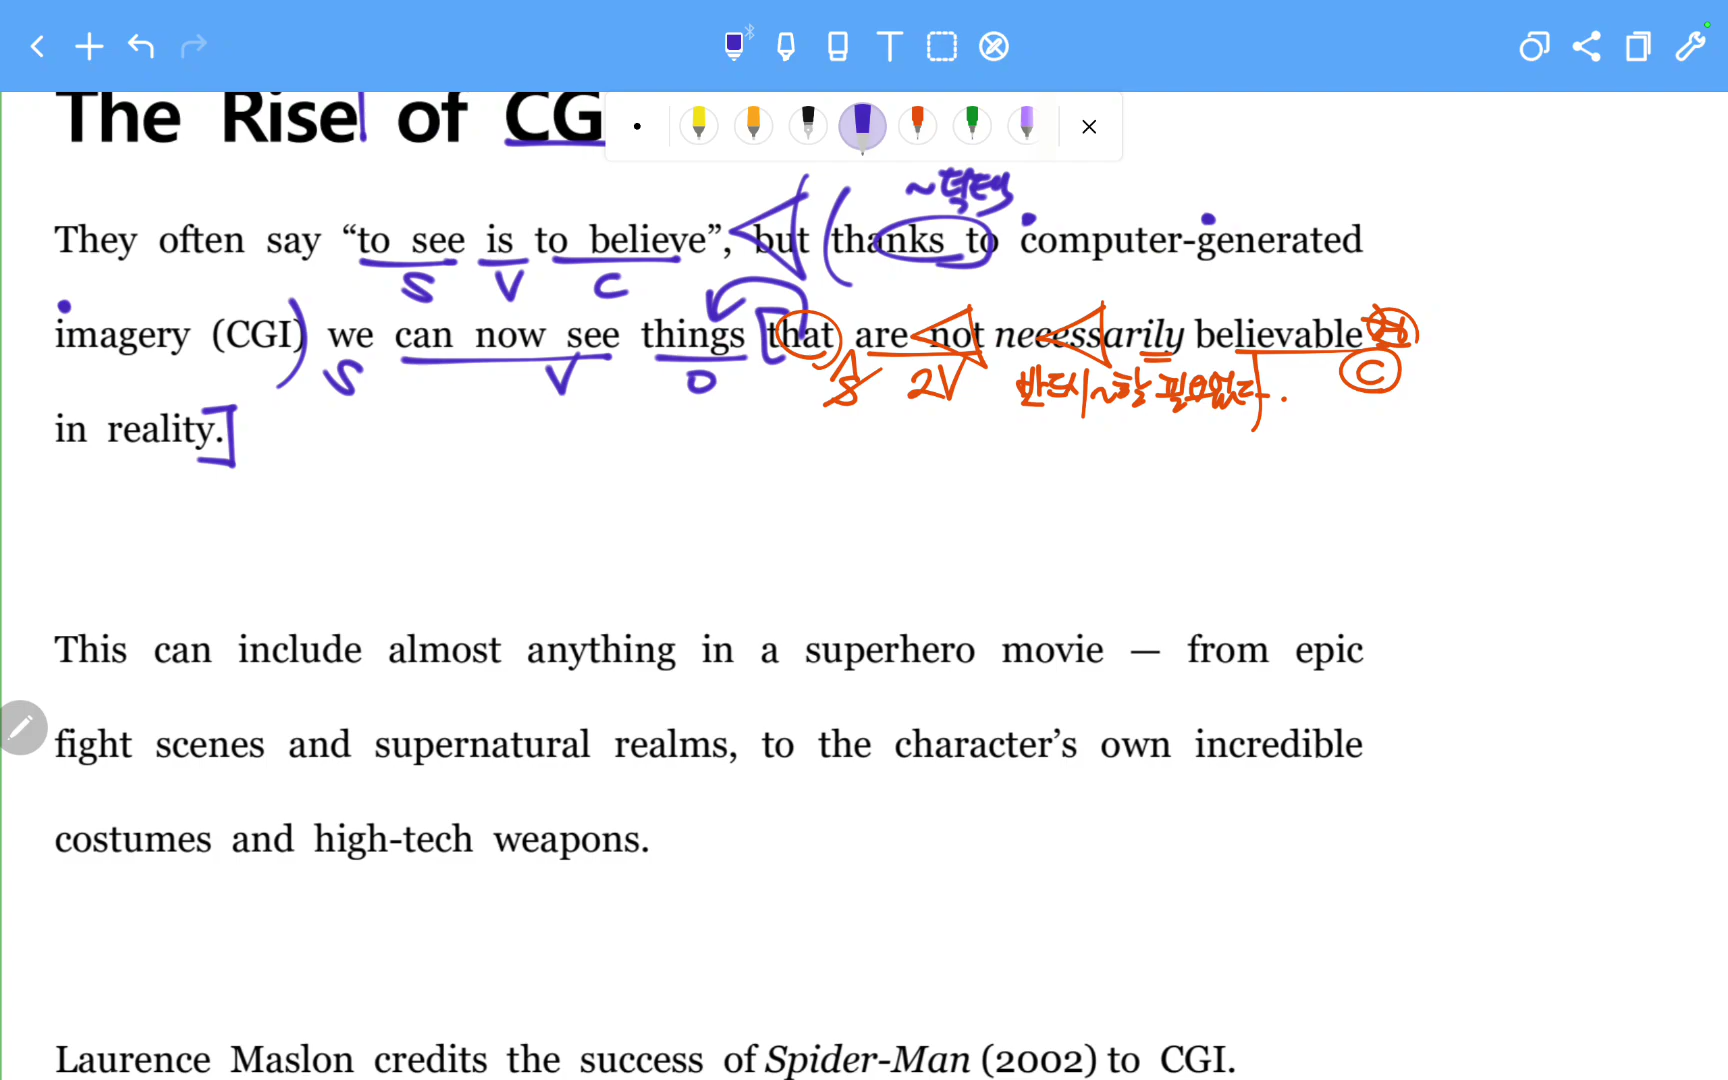 The Rise of CG
~덕택에
They often say “to see is to believe”, but (thanks to computer-generated
S V C
imagery (CGI) we can now see things [that are not necessarily believable
S V O S 2V 반드시 ~할 필요없다. C
in reality.]
This can include almost anything in a superhero movie — from epic
fight scenes and supernatural realms, to the character’s own incredible
costumes and high-tech weapons.
Laurence Maslon credits the success of Spider-Man (2002) to CGI.